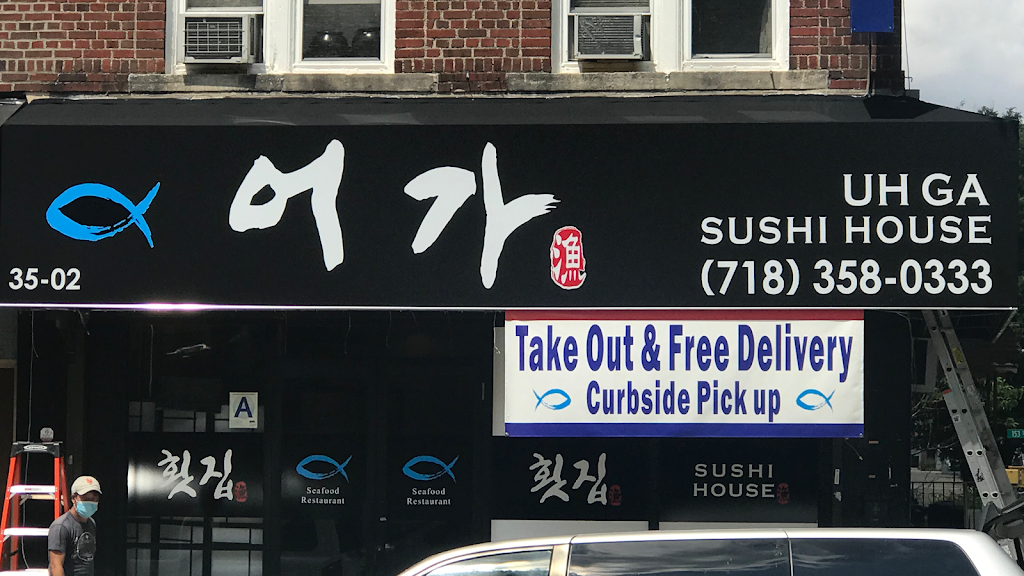 어가
漁
UH GA
SUSHI HOUSE
(718) 358-0333
35-02
Take Out & Free Delivery
Curbside Pick up
A
횟집
Seafood
Restaurant
Seafood
Restaurant
횟집
SUSHI
HOUSE